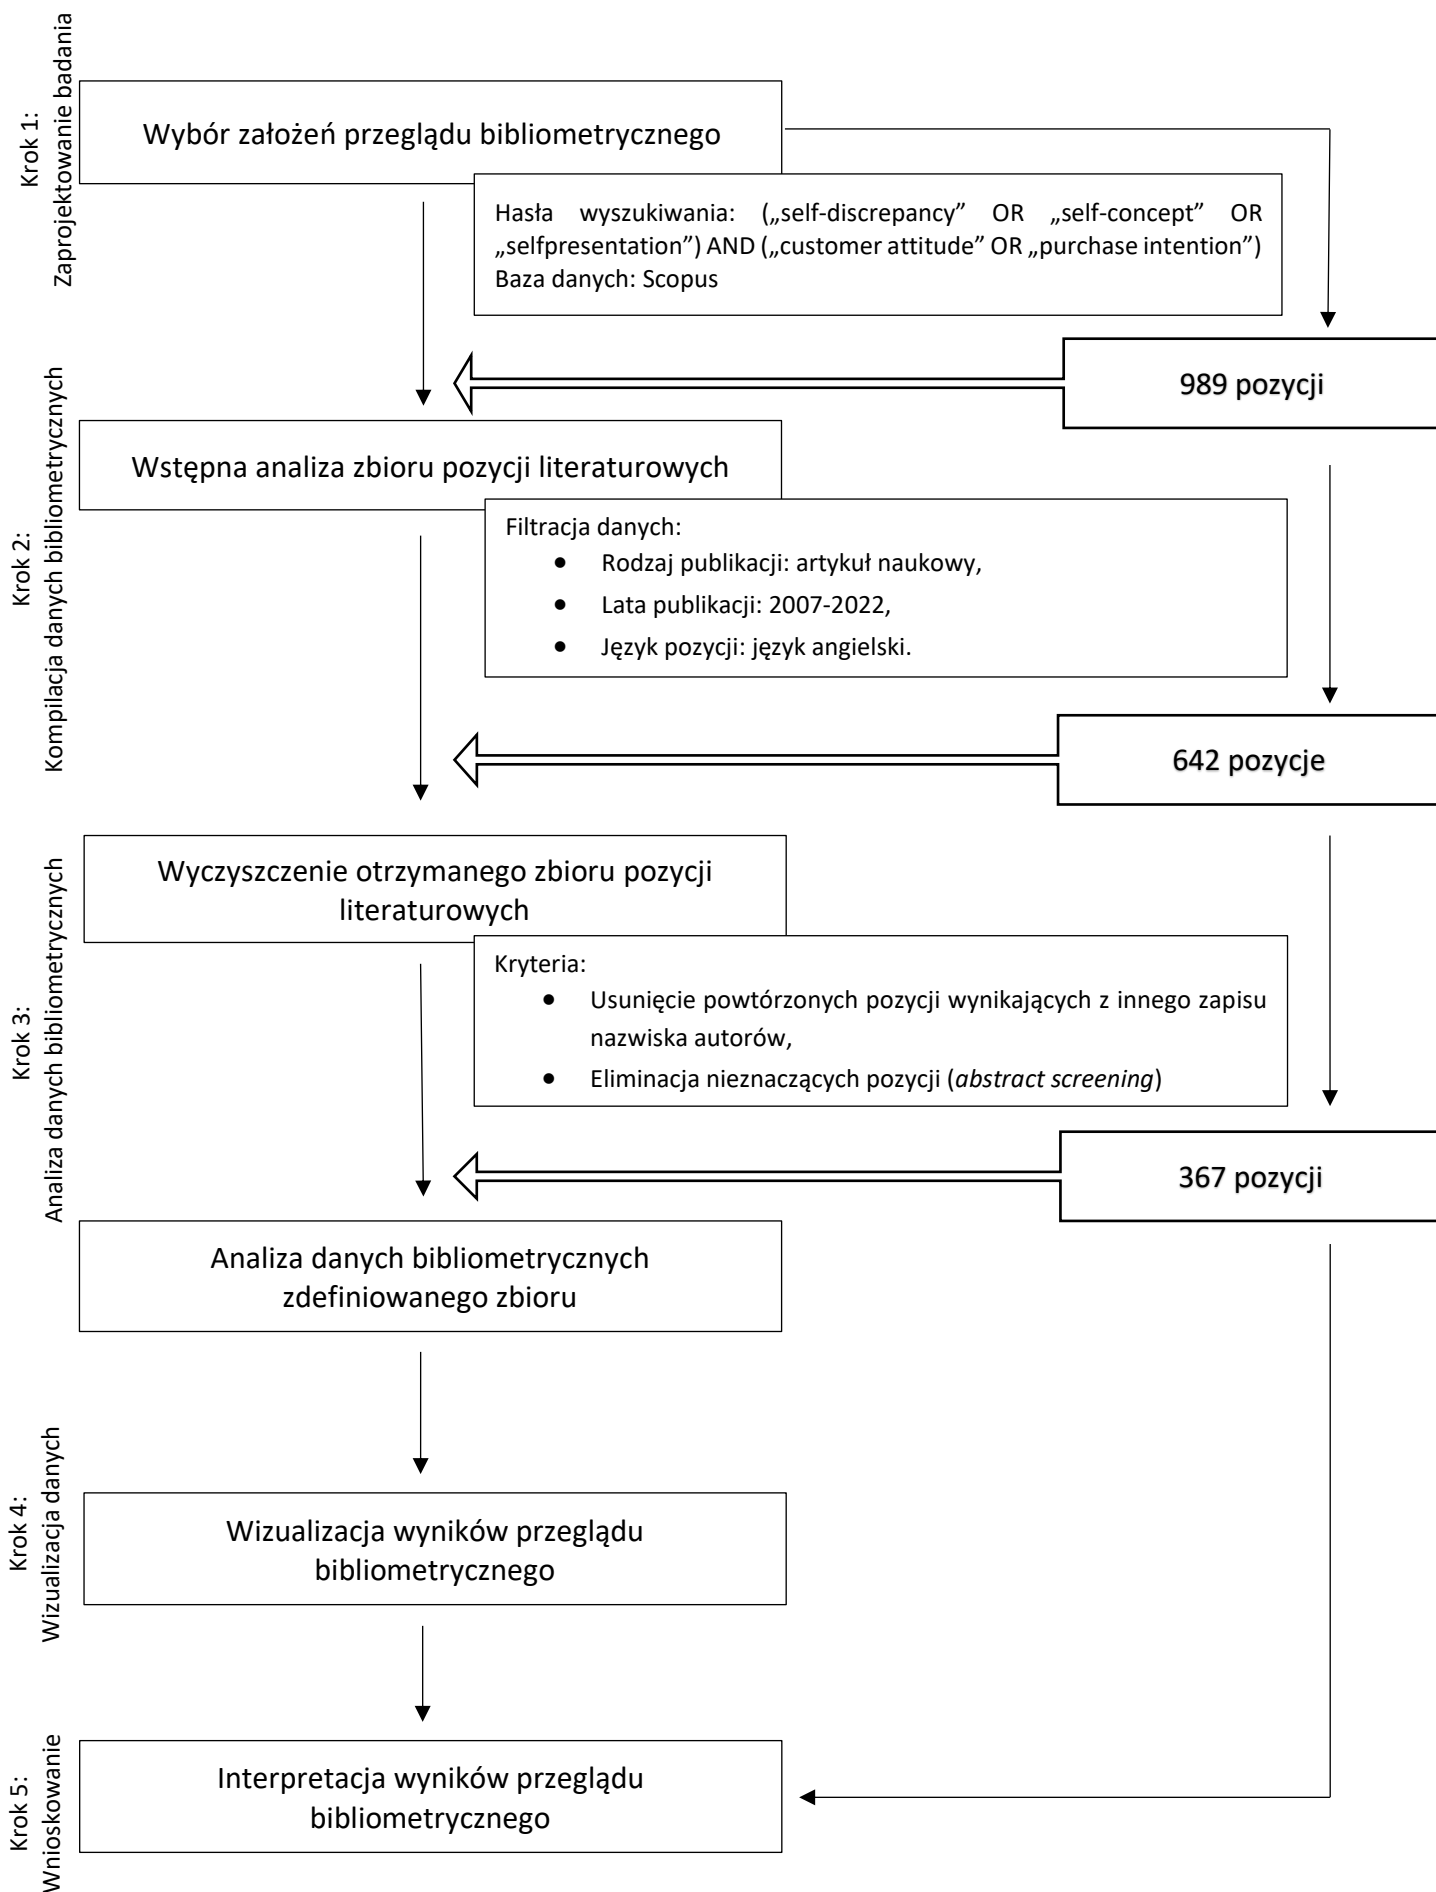 Krok 1:
Zaprojektowanie badania
Wybór założeń przeglądu bibliometrycznego
Hasła wyszukiwania: („self-discrepancy” OR „self-concept” OR
„selfpresentation”) AND („customer attitude” OR „purchase intention”)
Baza danych: Scopus
989 pozycji
Krok 2:
Kompilacja danych bibliometrycznych
Wstępna analiza zbioru pozycji literaturowych
Filtracja danych:
● Rodzaj publikacji: artykuł naukowy,
● Lata publikacji: 2007-2022,
● Język pozycji: język angielski.
642 pozycje
Krok 3:
Analiza danych bibliometrycznych
Wyczyszczenie otrzymanego zbioru pozycji
literaturowych
Kryteria:
● Usunięcie powtórzonych pozycji wynikających z innego zapisu
nazwiska autorów,
● Eliminacja nieznaczących pozycji (abstract screening)
367 pozycji
Analiza danych bibliometrycznych
zdefiniowanego zbioru
Krok 4:
Wizualizacja danych
Wizualizacja wyników przeglądu
bibliometrycznego
Krok 5:
Wnioskowanie
Interpretacja wyników przeglądu
bibliometrycznego